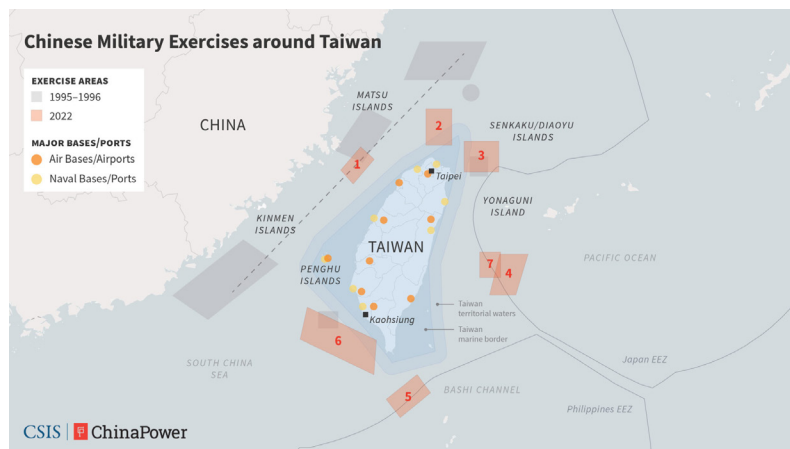 Chinese Military Exercises around Taiwan
EXERCISE AREAS
1995–1996
2022
MAJOR BASES/PORTS
Air Bases/Airports
Naval Bases/Ports
CHINA
MATSU
ISLANDS
2
SENKAKU/DIAOYU
ISLANDS
1
3
Taipei
YONAGUNI
ISLAND
KINMEN
ISLANDS
TAIWAN
PENGHU
ISLANDS
7
4
PACIFIC OCEAN
Taiwan
territorial waters
Kaohsiung
Taiwan
marine border
6
SOUTH CHINA
SEA
Japan EEZ
5
BASHI CHANNEL
Philippines EEZ
CSIS | ChinaPower